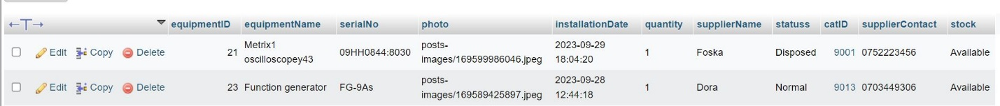 ←T→ equipmentID equipmentName serialNo photo installationDate quantity supplierName statuss catID supplierContact stock
Edit Copy Delete 21 Metrix1 oscilloscopey43 09HH0844:8030 posts-images/169599986046.jpeg 2023-09-29 18:04:20 1 Foska Disposed 9001 0752223456 Available
Edit Copy Delete 23 Function generator FG-9As posts-images/169589425897.jpeg 2023-09-28 12:44:18 1 Dora Normal 9013 0703449306 Available